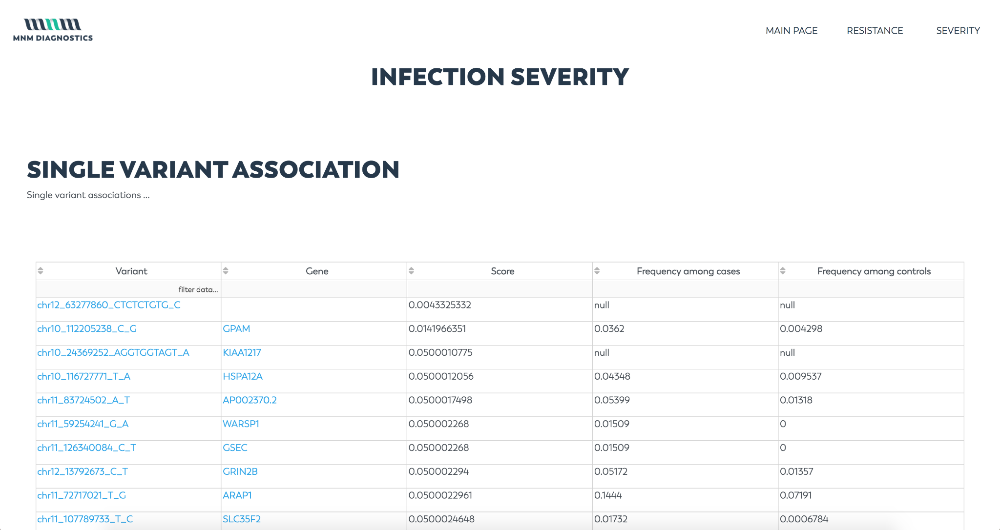 mnm
MNM DIAGNOSTICS
MAIN PAGE RESISTANCE SEVERITY
INFECTION SEVERITY
SINGLE VARIANT ASSOCIATION
Single variant associations ...
Variant Gene Score Frequency among cases Frequency among controls
filter data...
chr12_63277860_CTCTCTGTG_C 0.0043325332 null null
chr10_112205238_C_G GPAM 0.0141966351 0.0362 0.004298
chr10_24369252_AGGTGGTAGT_A KIAA1217 0.0500010775 null null
chr10_116727771_T_A HSPA12A 0.0500012056 0.04348 0.009537
chr11_83724502_A_T AP002370.2 0.0500017498 0.05399 0.01318
chr11_59254241_G_A WARSP1 0.050002268 0.01509 0
chr11_126340084_C_T GSEC 0.050002268 0.01509 0
chr12_13792673_C_T GRIN2B 0.050002294 0.05172 0.01357
chr11_72717021_T_G ARAP1 0.0500022961 0.1444 0.07191
chr11_107789733_T_C SLC35F2 0.0500024648 0.01732 0.0006784